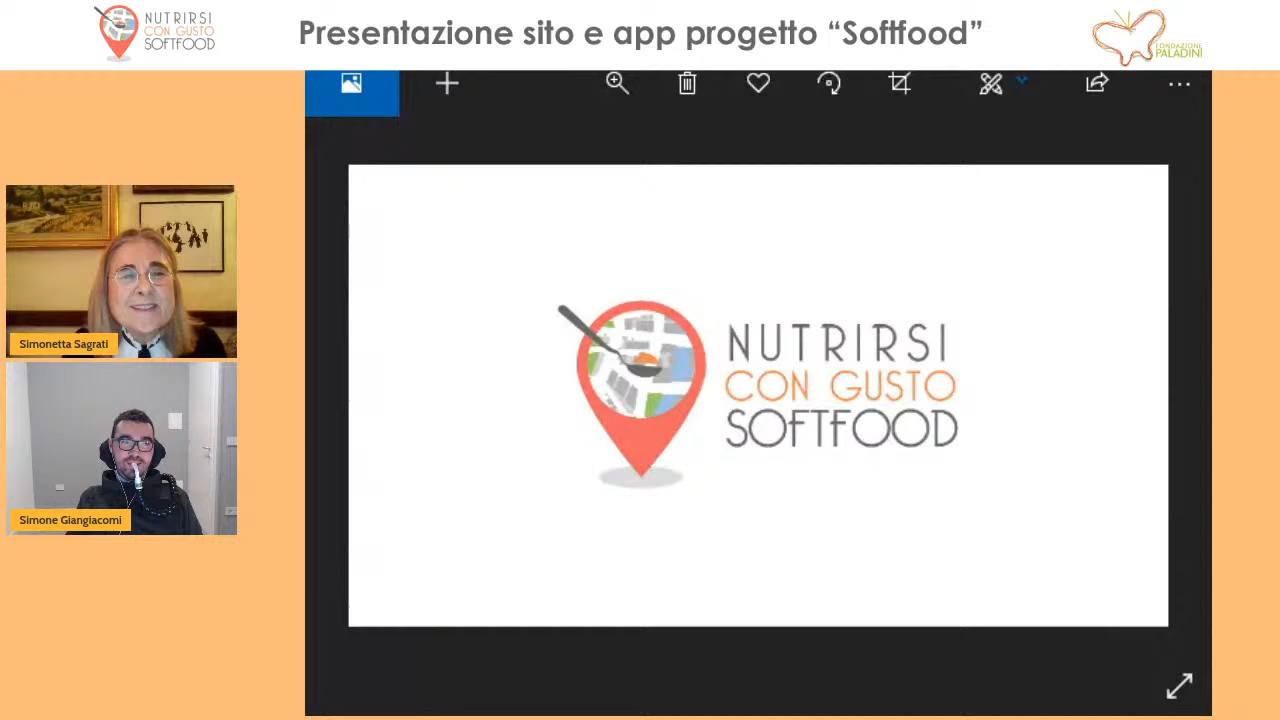 NUTRIRSI
CON GUSTO
SOFTFOOD
Presentazione sito e app progetto “Softfood”
FONDAZIONE
PALADINI
Simonetta Sagrati
Simone Giangiacomi
NUTRIRSI
CON GUSTO
SOFTFOOD